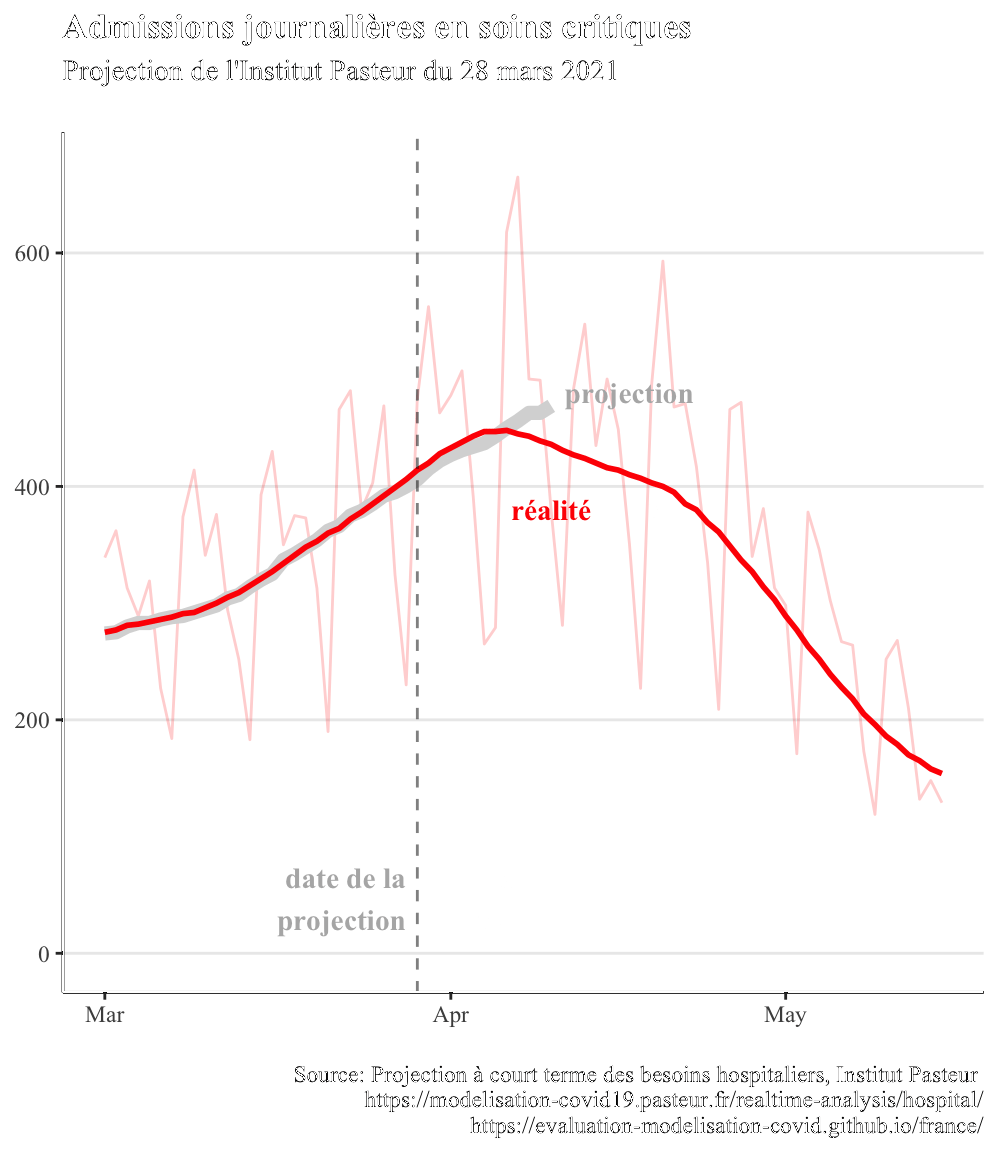 Admissions journalières en soins critiques
Projection de l'Institut Pasteur du 28 mars 2021
600
projection
400
réalité
200
date de la
projection
0
Mar Apr May
Source: Projection à court terme des besoins hospitaliers, Institut Pasteur
https://modelisation-covid19.pasteur.fr/realtime-analysis/hospital/
https://evaluation-modelisation-covid.github.io/france/